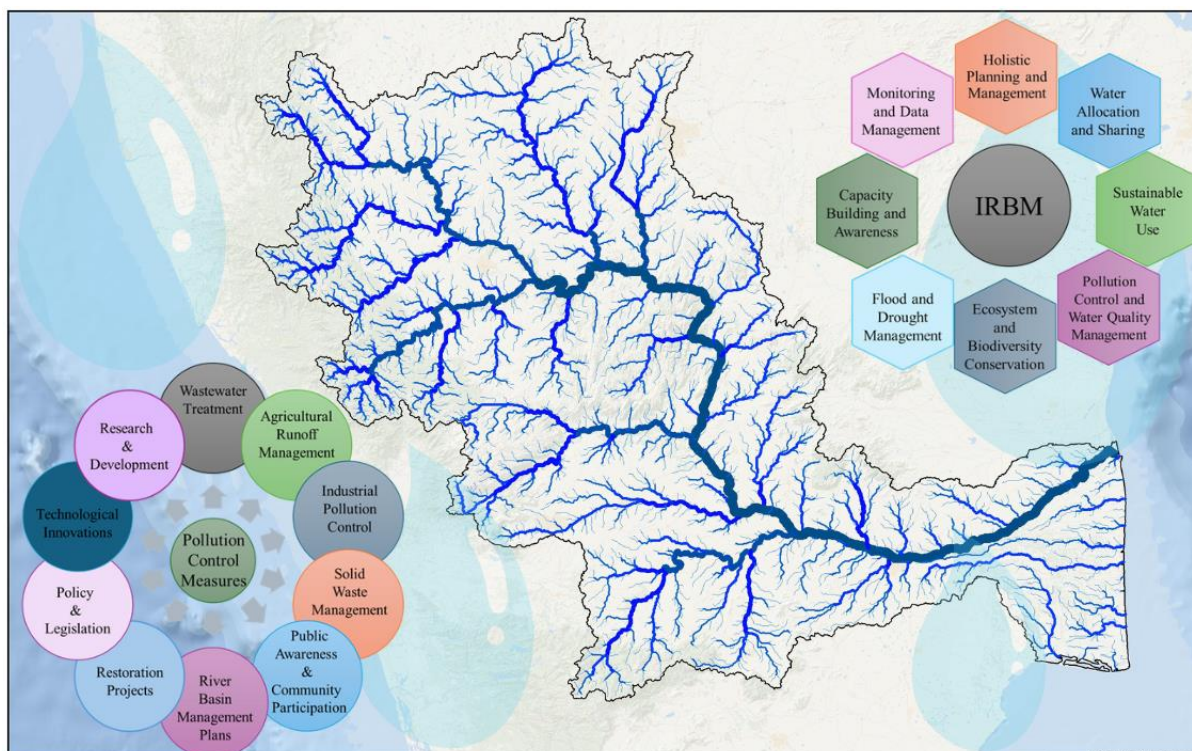 Holistic
Planning and
Management
Monitoring
and Data
Management
Water
Allocation
and Sharing
Capacity
Building and
Awareness
IRBM
Sustainable
Water
Use
Flood and
Drought
Management
Ecosystem
and
Biodiversity
Conservation
Pollution
Control and
Water Quality
Management
Wastewater
Treatment
Research
&
Development
Agricultural
Runoff
Management
Technological
Innovations
Pollution
Control
Measures
Industrial
Pollution
Control
Policy
&
Legislation
Solid
Waste
Management
Restoration
Projects
River
Basin
Management
Plans
Public
Awareness
&
Community
Participation